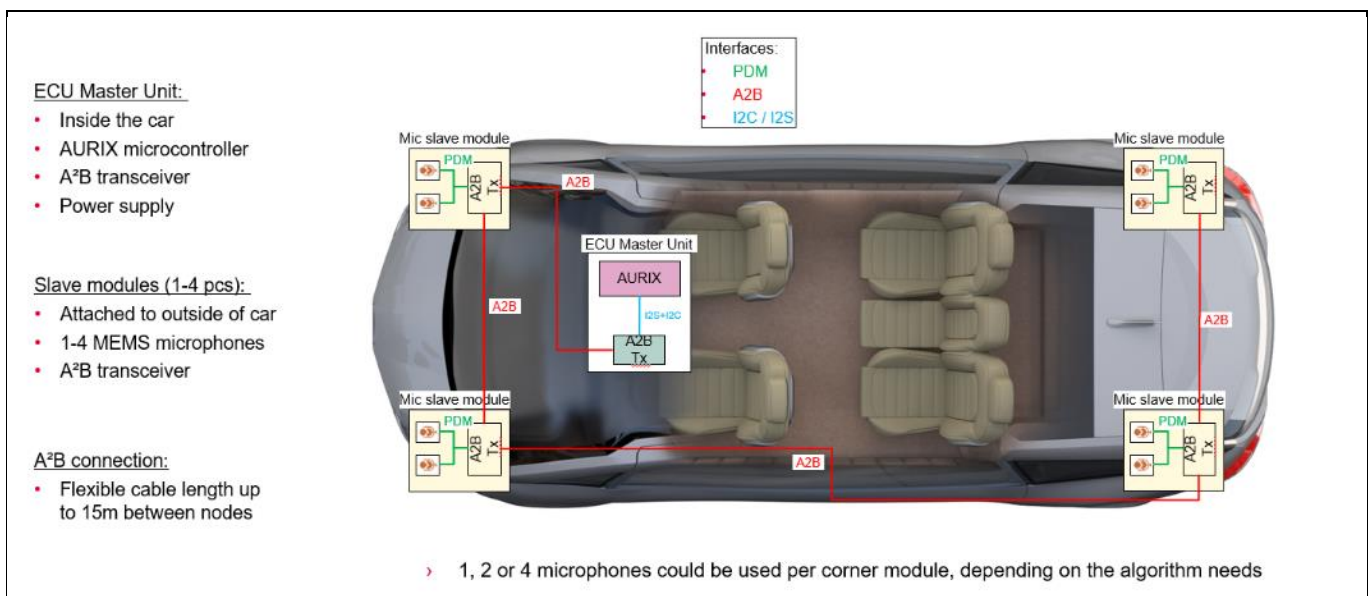 ECU Master Unit:
• Inside the car
• AURIX microcontroller
• A²B transceiver
• Power supply
Slave modules (1-4 pcs):
• Attached to outside of car
• 1-4 MEMS microphones
• A²B transceiver
A²B connection:
• Flexible cable length up
to 15m between nodes
Interfaces:
PDM
A2B
I2C / I2S
Mic slave module
PDM
A2B
Tx
A2B
Mic slave module
PDM
A2B
Tx
ECU Master Unit
AURIX
I2S+I2C
A2B
Tx
A2B
A2B
Mic slave module
PDM
A2B
Tx
A2B
Mic slave module
PDM
A2B
Tx
› 1, 2 or 4 microphones could be used per corner module, depending on the algorithm needs